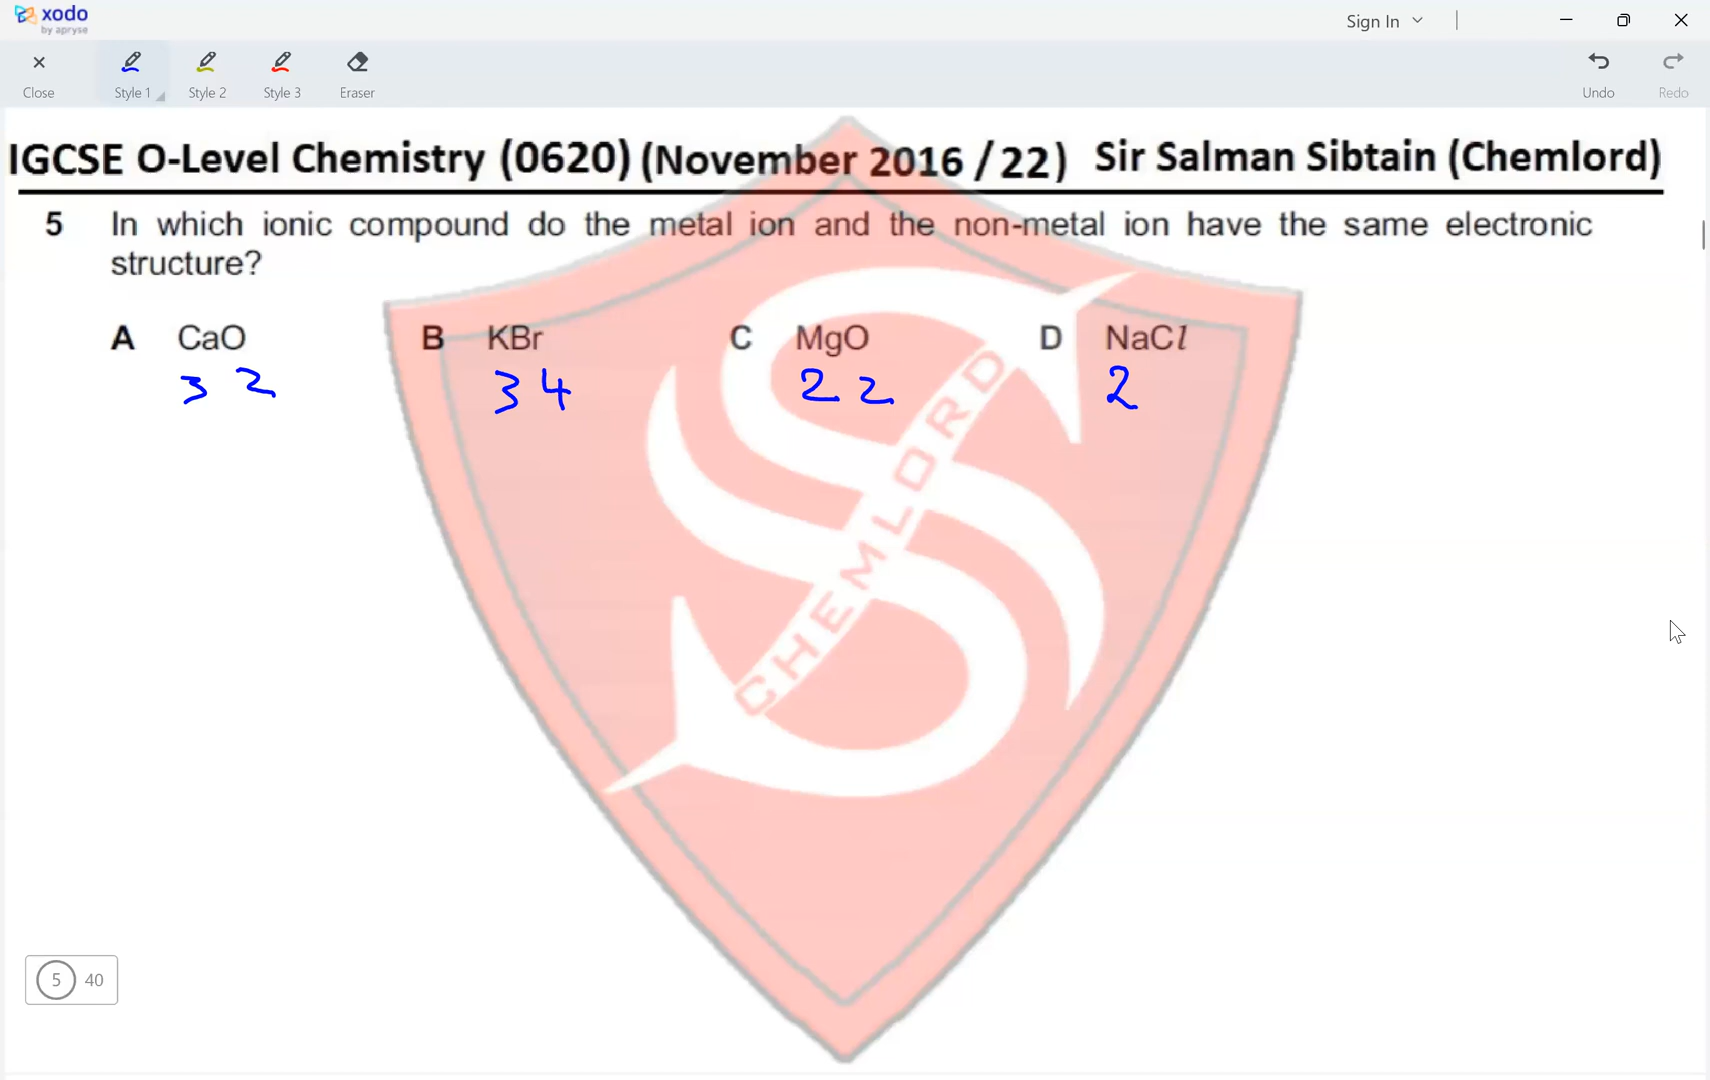 xodo
by apryse
Sign In
Close
Style 1
Style 2
Style 3
Eraser
Undo
Redo
IGCSE O-Level Chemistry (0620) (November 2016 /22) Sir Salman Sibtain (Chemlord)
5 In which ionic compound do the metal ion and the non-metal ion have the same electronic
structure?
A CaO B KBr C MgO D NaCl
3 2 3 4 2 2 2
CHEMLORD
5 40